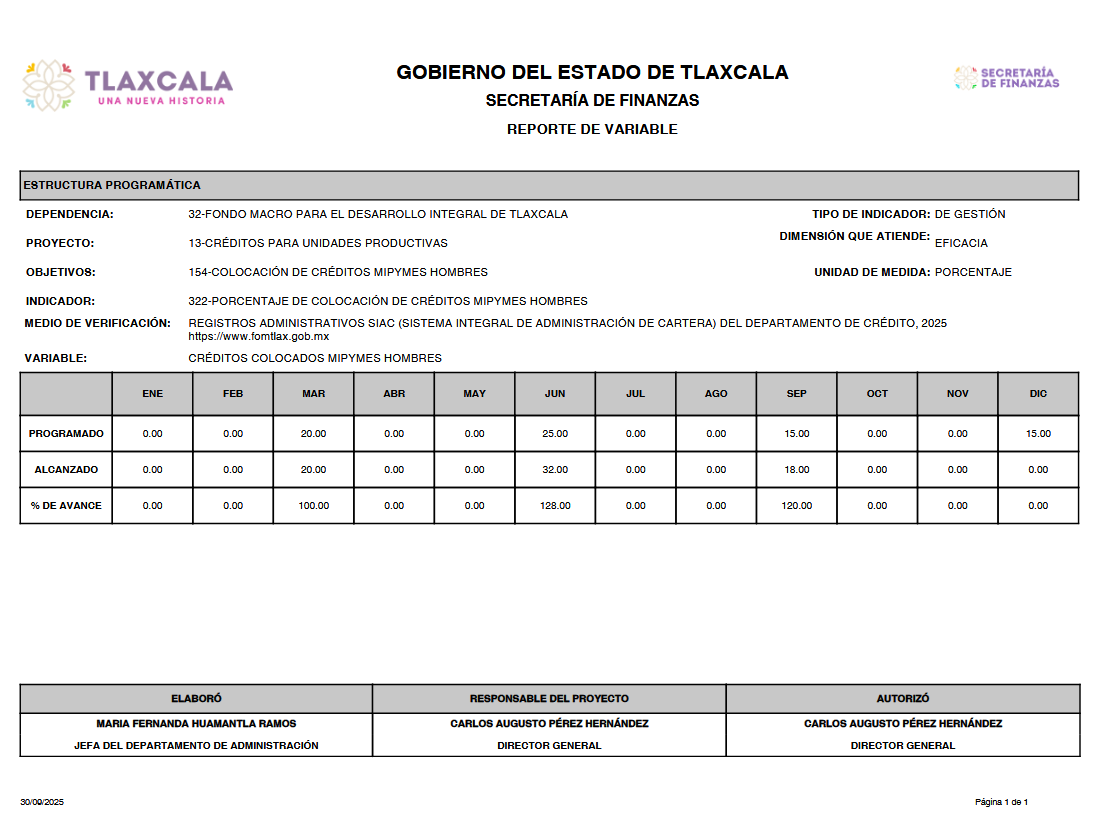 TLAXCALA
UNA NUEVA HISTORIA
GOBIERNO DEL ESTADO DE TLAXCALA
SECRETARÍA DE FINANZAS
REPORTE DE VARIABLE
SECRETARÍA
DE FINANZAS
ESTRUCTURA PROGRAMÁTICA
DEPENDENCIA: 32-FONDO MACRO PARA EL DESARROLLO INTEGRAL DE TLAXCALA TIPO DE INDICADOR: DE GESTIÓN
PROYECTO: 13-CRÉDITOS PARA UNIDADES PRODUCTIVAS DIMENSIÓN QUE ATIENDE: EFICACIA
OBJETIVOS: 154-COLOCACIÓN DE CRÉDITOS MIPYMES HOMBRES UNIDAD DE MEDIDA: PORCENTAJE
INDICADOR: 322-PORCENTAJE DE COLOCACIÓN DE CRÉDITOS MIPYMES HOMBRES
MEDIO DE VERIFICACIÓN: REGISTROS ADMINISTRATIVOS SIAC (SISTEMA INTEGRAL DE ADMINISTRACIÓN DE CARTERA) DEL DEPARTAMENTO DE CRÉDITO, 2025
https://www.fomtlax.gob.mx
VARIABLE: CRÉDITOS COLOCADOS MIPYMES HOMBRES
ENE FEB MAR ABR MAY JUN JUL AGO SEP OCT NOV DIC
PROGRAMADO 0.00 0.00 20.00 0.00 0.00 25.00 0.00 0.00 15.00 0.00 0.00 15.00
ALCANZADO 0.00 0.00 20.00 0.00 0.00 32.00 0.00 0.00 18.00 0.00 0.00 0.00
% DE AVANCE 0.00 0.00 100.00 0.00 0.00 128.00 0.00 0.00 120.00 0.00 0.00 0.00
ELABORÓ RESPONSABLE DEL PROYECTO AUTORIZÓ
MARIA FERNANDA HUAMANTLA RAMOS CARLOS AUGUSTO PÉREZ HERNÁNDEZ CARLOS AUGUSTO PÉREZ HERNÁNDEZ
JEFA DEL DEPARTAMENTO DE ADMINISTRACIÓN DIRECTOR GENERAL DIRECTOR GENERAL
30/09/2025 Página 1 de 1